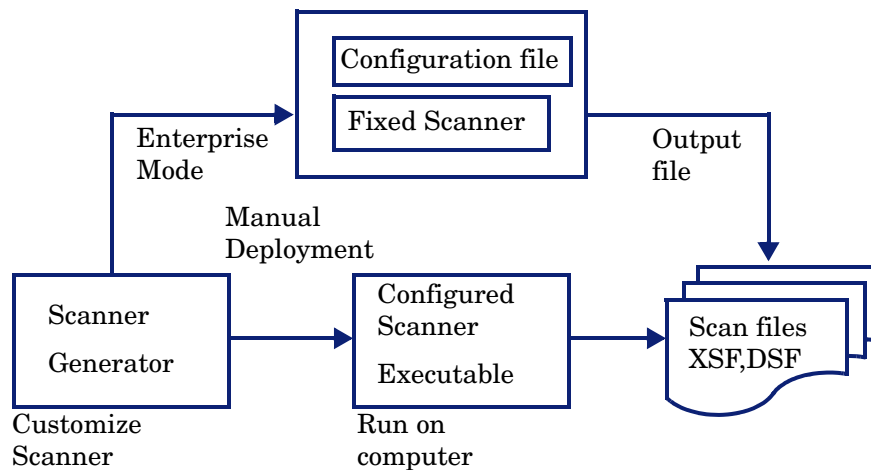 Configuration file
Fixed Scanner
Enterprise
Mode
Output
file
Manual
Deployment
Scanner
Generator
Configured
Scanner
Executable
Scan files
XSF,DSF
Customize
Scanner
Run on
computer